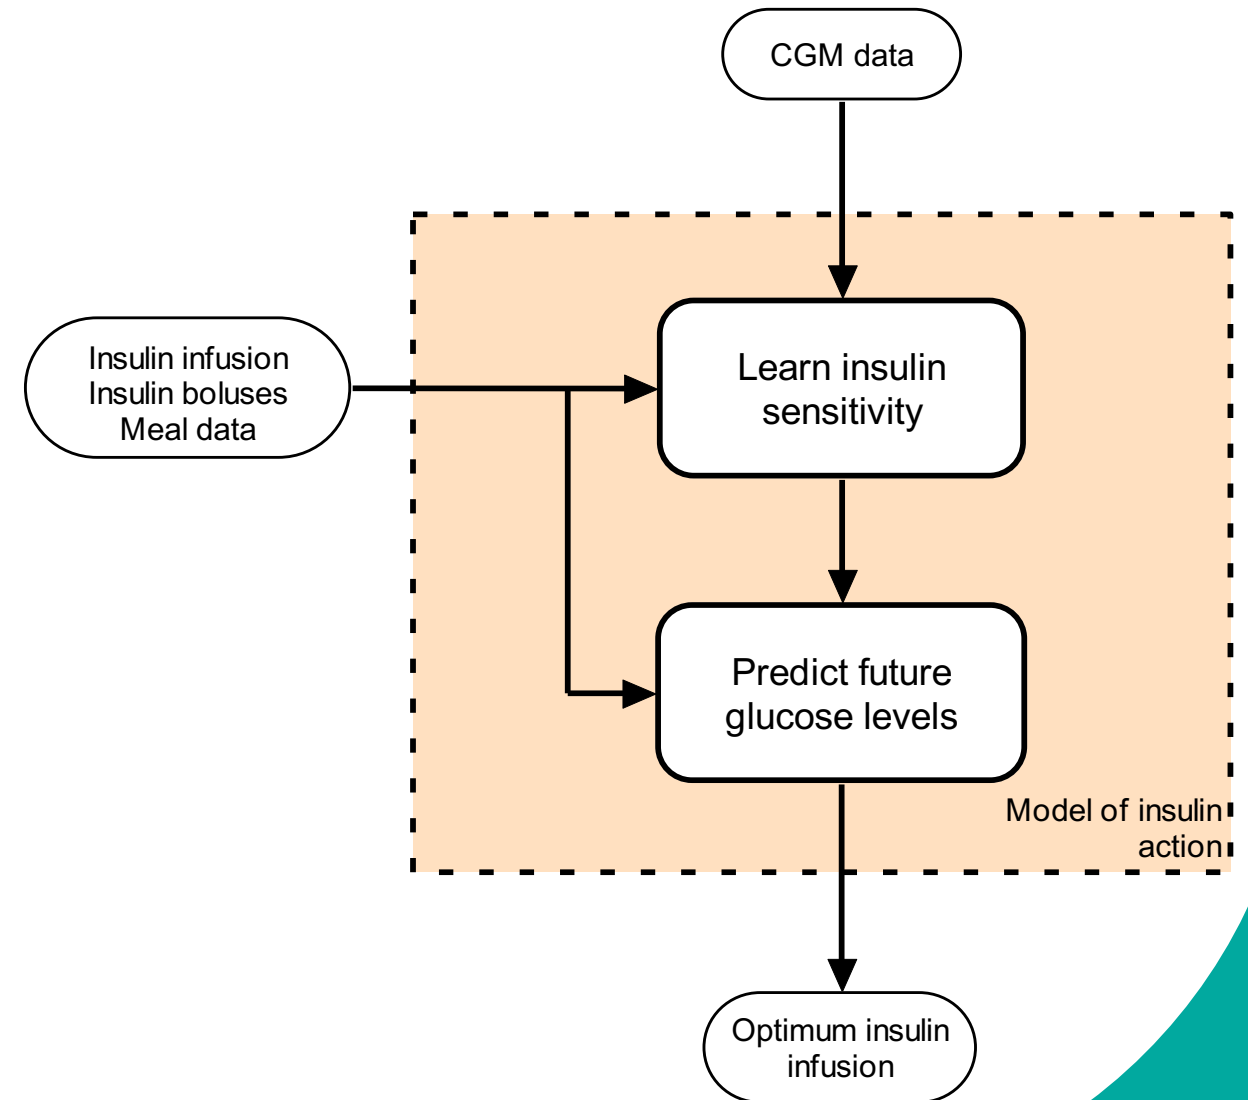 CGM data
Insulin infusion
Insulin boluses
Meal data
Learn insulin
sensitivity
Predict future
glucose levels
Model of insulin
action
Optimum insulin
infusion